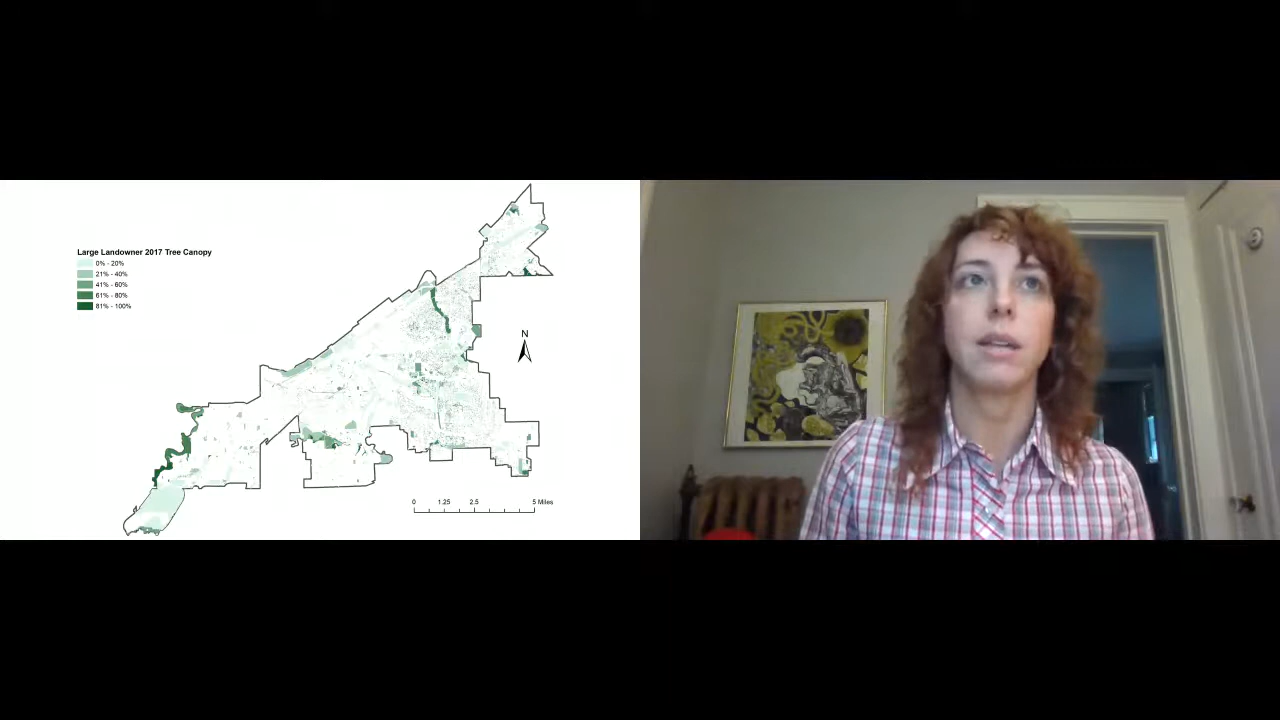 Large Landowner 2017 Tree Canopy
0% - 20%
21% - 40%
41% - 60%
61% - 80%
81% - 100%
N
0 1.25 2.5 5 Miles